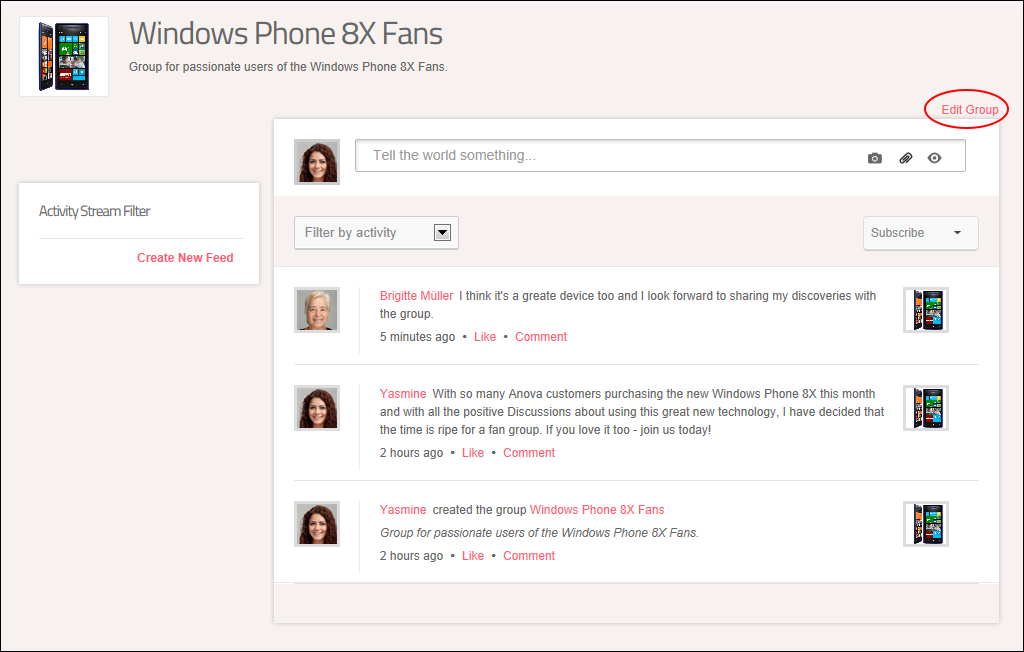 Windows Phone 8X Fans
Group for passionate users of the Windows Phone 8X Fans.
Edit Group
Tell the world something...
Activity Stream Filter
Create New Feed
Filter by activity
Subscribe
Brigitte Müller I think it's a greate device too and I look forward to sharing my discoveries with
the group.
5 minutes ago • Like • Comment
Yasmine With so many Anova customers purchasing the new Windows Phone 8X this month
and with all the positive Discussions about using this great new technology, I have decided that
the time is ripe for a fan group. If you love it too - join us today!
2 hours ago • Like • Comment
Yasmine created the group Windows Phone 8X Fans
Group for passionate users of the Windows Phone 8X Fans.
2 hours ago • Like • Comment